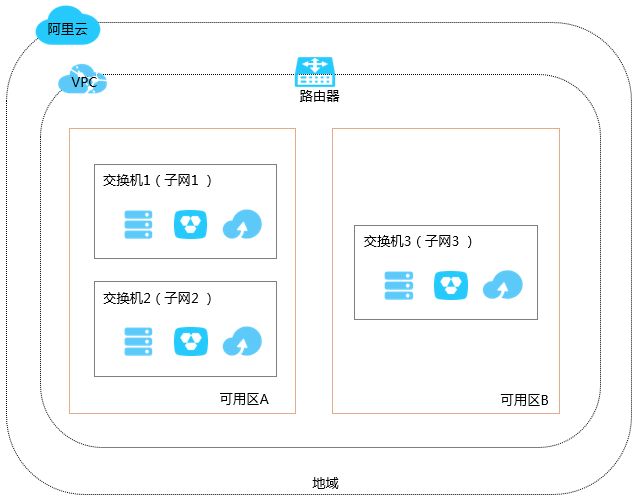 阿里云
VPC
路由器
交换机1（子网1 ）
交换机2（子网2 ）
可用区A
交换机3（子网3 ）
可用区B
地域